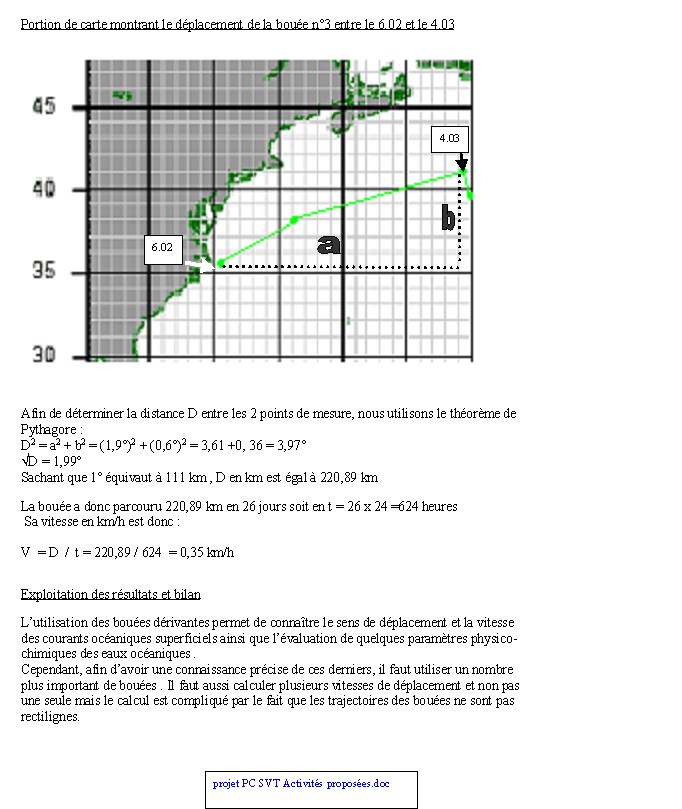 Portion de carte montrant le déplacement de la bouée n°3 entre le 6.02 et le 4.03
45
4.03
40
b
6.02
a
35
30
Afin de déterminer la distance D entre les 2 points de mesure, nous utilisons le théorème de
Pythagore :
D² = a² + b² = (1,9°)² + (0,6°)² = 3,61 +0, 36 = 3,97°
√D = 1,99°
Sachant que 1° équivaut à 111 km , D en km est égal à 220,89 km
La bouée a donc parcouru 220,89 km en 26 jours soit en t = 26 x 24 =624 heures
Sa vitesse en km/h est donc :
V = D / t = 220,89 / 624 = 0,35 km/h
Exploitation des résultats et bilan
L'utilisation des bouées dérivantes permet de connaître le sens de déplacement et la vitesse
des courants océaniques superficiels ainsi que l'évaluation de quelques paramètres physico-
chimiques des eaux océaniques .
Cependant, afin d'avoir une connaissance précise de ces derniers, il faut utiliser un nombre
plus important de bouées . Il faut aussi calculer plusieurs vitesses de déplacement et non pas
une seule mais le calcul est compliqué par le fait que les trajectoires des bouées ne sont pas
rectilignes.
projet PC SVT Activités proposées.doc